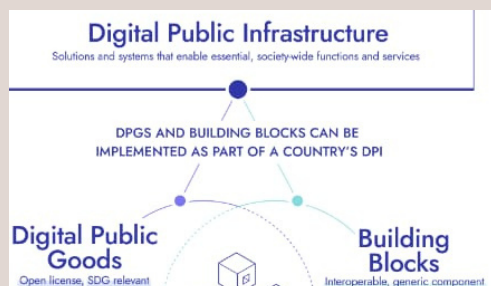 Digital Public Infrastructure
Solutions and systems that enable essential, society-wide functions and services
DPGS AND BUILDING BLOCKS CAN BE
IMPLEMENTED AS PART OF A COUNTRY'S DPI
Digital Public
Goods
Open license, SDG relevant
Building
Blocks
Interoperable, generic component